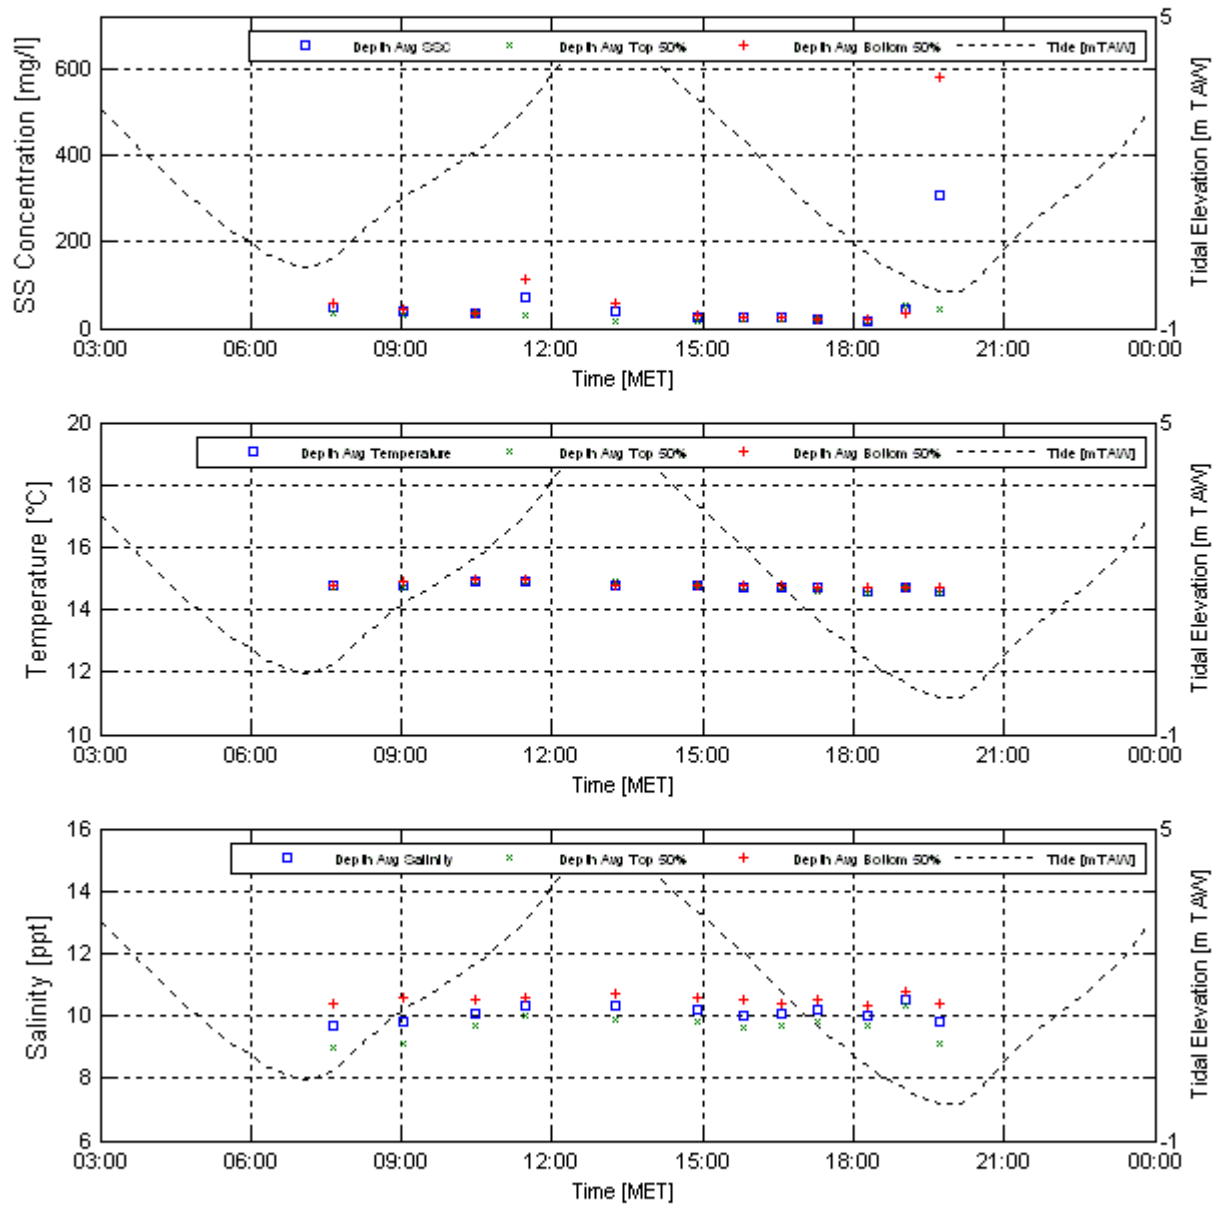 Depth Avg SSC Depth Avg Top 50% Depth Avg Bottom 50% Tide [mTAW]
SS Concentration [mg/l]
600
400
200
0
5
-1
Tidal Elevation [m TAW]
03:00 06:00 09:00 12:00 15:00 18:00 21:00 00:00
Time [MET]
Depth Avg Temperature Depth Avg Top 50% Depth Avg Bottom 50% Tide [mTAW]
Temperature [°C]
20
18
16
14
12
10
5
-1
Tidal Elevation [m TAW]
03:00 06:00 09:00 12:00 15:00 18:00 21:00 00:00
Time [MET]
Depth Avg Salinity Depth Avg Top 50% Depth Avg Bottom 50% Tide [mTAW]
Salinity [ppt]
16
14
12
10
8
6
5
-1
Tidal Elevation [m TAW]
03:00 06:00 09:00 12:00 15:00 18:00 21:00 00:00
Time [MET]